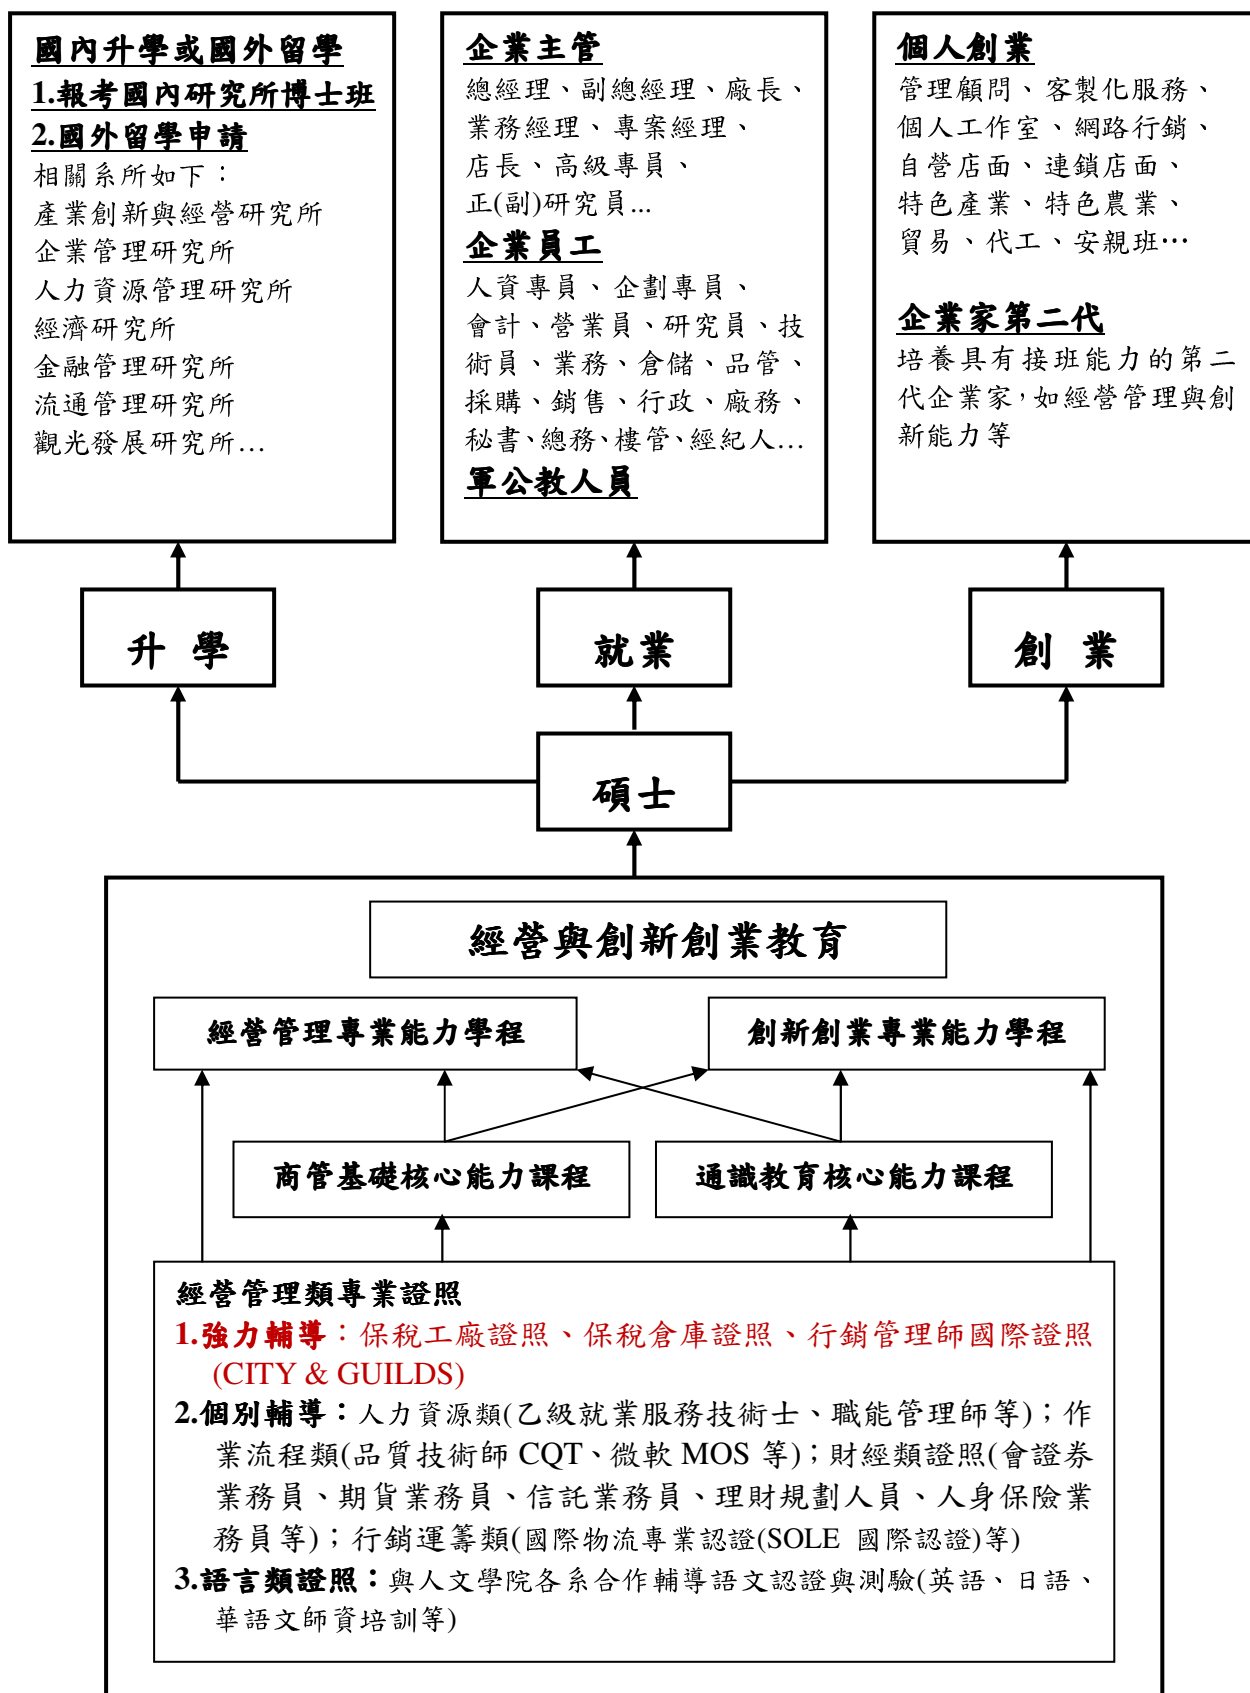 國內升學或國外留學
1.報考國內研究所博士班
2.國外留學申請
相關系所如下：
產業創新與經營研究所
企業管理研究所
人力資源管理研究所
經濟研究所
金融管理研究所
流通管理研究所
觀光發展研究所…
企業主管
總經理、副總經理、廠長、
業務經理、專案經理、
店長、高級專員、
正(副)研究員...
企業員工
人資專員、企劃專員、
會計、營業員、研究員、技
術員、業務、倉儲、品管、
採購、銷售、行政、廠務、
秘書、總務、樓管、經紀人…
軍公教人員
個人創業
管理顧問、客製化服務、
個人工作室、網路行銷、
自營店面、連鎖店面、
特色產業、特色農業、
貿易、代工、安親班…
企業家第二代
培養具有接班能力的第二
代企業家，如經營管理與創
新能力等
升 學
就業
創 業
碩士
經營與創新創業教育
經營管理專業能力學程
創新創業專業能力學程
商管基礎核心能力課程
通識教育核心能力課程
經營管理類專業證照
1.強力輔導：保稅工廠證照、保稅倉庫證照、行銷管理師國際證照
(CITY & GUILDS)
2.個別輔導：人力資源類(乙級就業服務技術士、職能管理師等)；作
業流程類(品質技術師 CQT、微軟 MOS 等)；財經類證照(會證券
業務員、期貨業務員、信託業務員、理財規劃人員、人身保險業
務員等)；行銷運籌類(國際物流專業認證(SOLE 國際認證)等)
3.語言類證照：與人文學院各系合作輔導語文認證與測驗(英語、日語、
華語文師資培訓等)